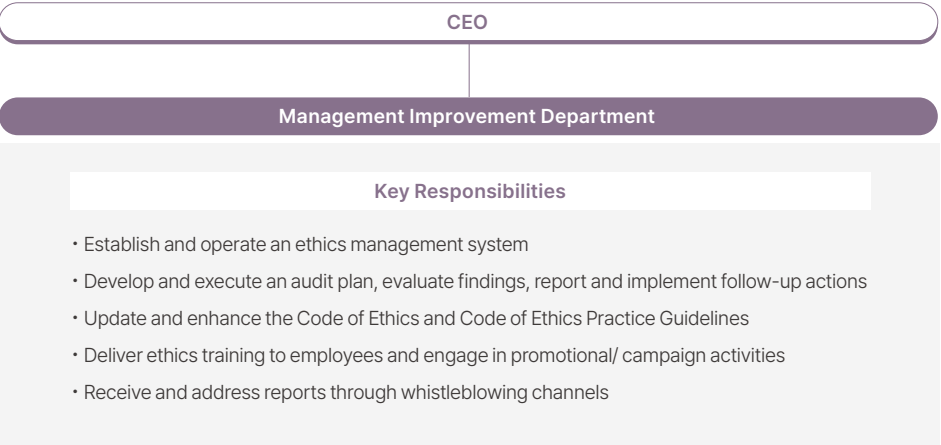 CEO
Management Improvement Department
Key Responsibilities
・Establish and operate an ethics management system
・Develop and execute an audit plan, evaluate findings, report and implement follow-up actions
・Update and enhance the Code of Ethics and Code of Ethics Practice Guidelines
・Deliver ethics training to employees and engage in promotional/ campaign activities
・Receive and address reports through whistleblowing channels